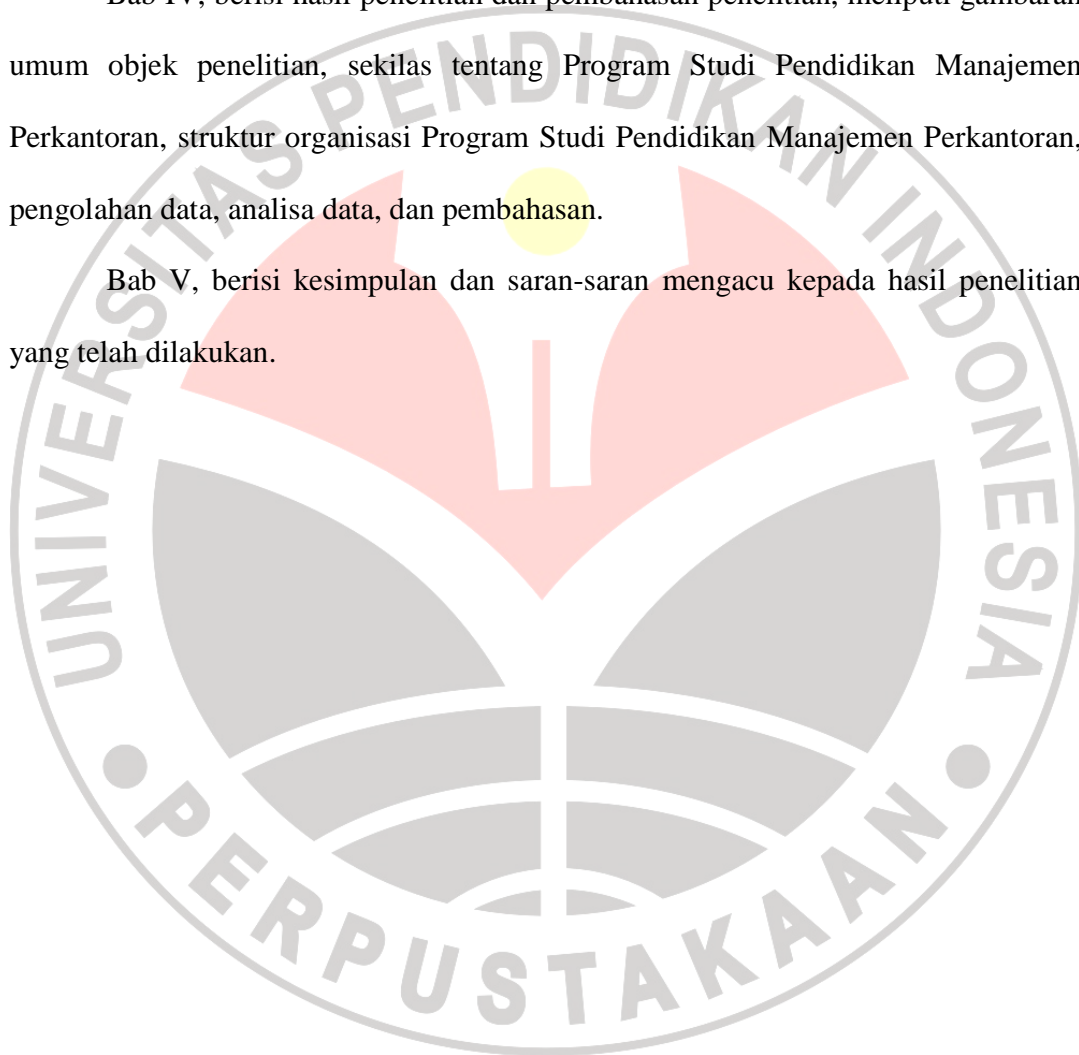 Bab IV, berisi hasil penelitian dan pembahasan penelitian, meliputi gambaran
umum objek penelitian, sekilas tentang Program Studi Pendidikan Manajemen
Perkantoran, struktur organisasi Program Studi Pendidikan Manajemen Perkantoran,
pengolahan data, analisa data, dan pembahasan.
Bab V, berisi kesimpulan dan saran-saran mengacu kepada hasil penelitian
yang telah dilakukan.
UNIVERSITAS PENDIDIKAN INDONESIA
PERPUSTAKAAN